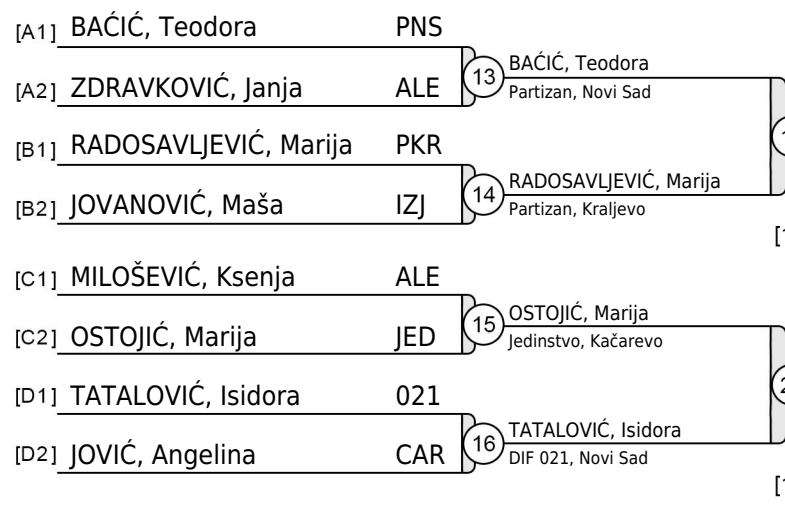 [A1] BAĆIĆ, Teodora PNS
[A2] ZDRAVKOVIĆ, Janja ALE
13
BAĆIĆ, Teodora
Partizan, Novi Sad
[B1] RADOSAVLJEVIĆ, Marija PKR
[B2] JOVANOVIĆ, Maša IZJ
14
RADOSAVLJEVIĆ, Marija
Partizan, Kraljevo
[C1] MILOŠEVIĆ, Ksenja ALE
[C2] OSTOJIĆ, Marija JED
15
OSTOJIĆ, Marija
Jedinstvo, Kačarevo
[D1] TATALOVIĆ, Isidora 021
[D2] JOVIĆ, Angelina CAR
16
TATALOVIĆ, Isidora
DIF 021, Novi Sad